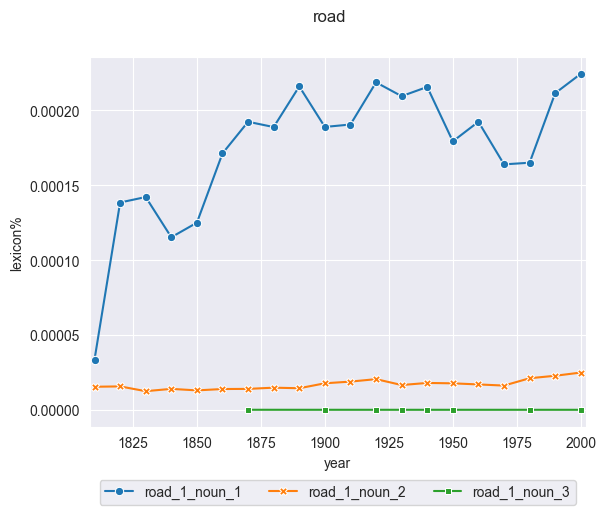 road
0.00020
0.00015
0.00010
0.00005
0.00000
lexicon%
1825 1850 1875 1900 1925 1950 1975 2000
year
road_1_noun_1 road_1_noun_2 road_1_noun_3